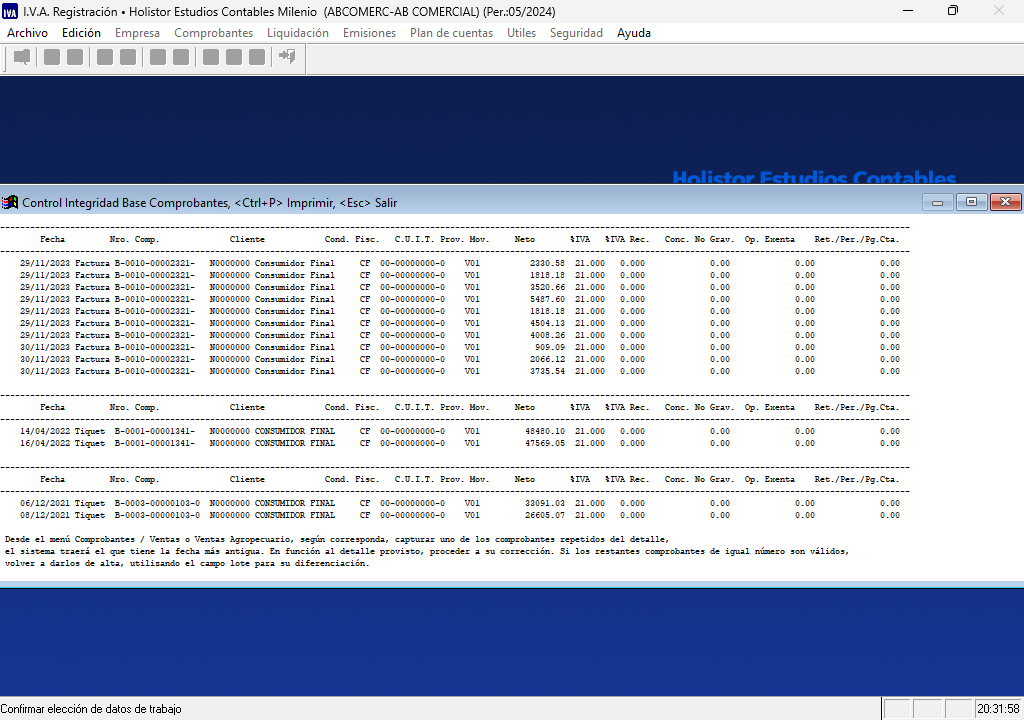 IVA I.V.A. Registración • Holistor Estudios Contables Milenio (ABCOMERC-AB COMERCIAL) (Per.:05/2024)
Archivo Edición Empresa Comprobantes Liquidación Emisiones Plan de cuentas Utiles Seguridad Ayuda
Holistor Estudios Contables
Control Integridad Base Comprobantes, <Ctrl+P> Imprimir, <Esc> Salir
Fecha Nro. Comp. Cliente Cond. Fisc. C.U.I.T. Prov. Mov. Neto %IVA %IVA Rec. Conc. No Grav. Op. Exenta Ret./Per./Pg.Cta.
29/11/2023 Factura B-0010-00002321- N0000000 Consumidor Final CF 00-00000000-0 V01 2330.58 21.000 0.000 0.00 0.00 0.00
29/11/2023 Factura B-0010-00002321- N0000000 Consumidor Final CF 00-00000000-0 V01 1818.18 21.000 0.000 0.00 0.00 0.00
29/11/2023 Factura B-0010-00002321- N0000000 Consumidor Final CF 00-00000000-0 V01 3520.66 21.000 0.000 0.00 0.00 0.00
29/11/2023 Factura B-0010-00002321- N0000000 Consumidor Final CF 00-00000000-0 V01 5487.60 21.000 0.000 0.00 0.00 0.00
29/11/2023 Factura B-0010-00002321- N0000000 Consumidor Final CF 00-00000000-0 V01 1818.18 21.000 0.000 0.00 0.00 0.00
29/11/2023 Factura B-0010-00002321- N0000000 Consumidor Final CF 00-00000000-0 V01 4504.13 21.000 0.000 0.00 0.00 0.00
29/11/2023 Factura B-0010-00002321- N0000000 Consumidor Final CF 00-00000000-0 V01 4008.26 21.000 0.000 0.00 0.00 0.00
30/11/2023 Factura B-0010-00002321- N0000000 Consumidor Final CF 00-00000000-0 V01 909.09 21.000 0.000 0.00 0.00 0.00
30/11/2023 Factura B-0010-00002321- N0000000 Consumidor Final CF 00-00000000-0 V01 2066.12 21.000 0.000 0.00 0.00 0.00
30/11/2023 Factura B-0010-00002321- N0000000 Consumidor Final CF 00-00000000-0 V01 3735.54 21.000 0.000 0.00 0.00 0.00
Fecha Nro. Comp. Cliente Cond. Fisc. C.U.I.T. Prov. Mov. Neto %IVA %IVA Rec. Conc. No Grav. Op. Exenta Ret./Per./Pg.Cta.
14/04/2022 Tiquet B-0001-00001341- N0000000 CONSUMIDOR FINAL CF 00-00000000-0 V01 48480.10 21.000 0.000 0.00 0.00 0.00
16/04/2022 Tiquet B-0001-00001341- N0000000 CONSUMIDOR FINAL CF 00-00000000-0 V01 47569.05 21.000 0.000 0.00 0.00 0.00
Fecha Nro. Comp. Cliente Cond. Fisc. C.U.I.T. Prov. Mov. Neto %IVA %IVA Rec. Conc. No Grav. Op. Exenta Ret./Per./Pg.Cta.
06/12/2021 Tiquet B-0003-00000103-0 N0000000 CONSUMIDOR FINAL CF 00-00000000-0 V01 33091.03 21.000 0.000 0.00 0.00 0.00
08/12/2021 Tiquet B-0003-00000103-0 N0000000 CONSUMIDOR FINAL CF 00-00000000-0 V01 26605.07 21.000 0.000 0.00 0.00 0.00
Desde el menú Comprobantes / Ventas o Ventas Agropecuario, según corresponda, capturar uno de los comprobantes repetidos del detalle,
el sistema traerá el que tiene la fecha más antigua. En función al detalle provisto, proceder a su corrección. Si los restantes comprobantes de igual número son válidos,
volver a darlos de alta, utilizando el campo lote para su diferenciación.
Confirmar elección de datos de trabajo 20:31:58